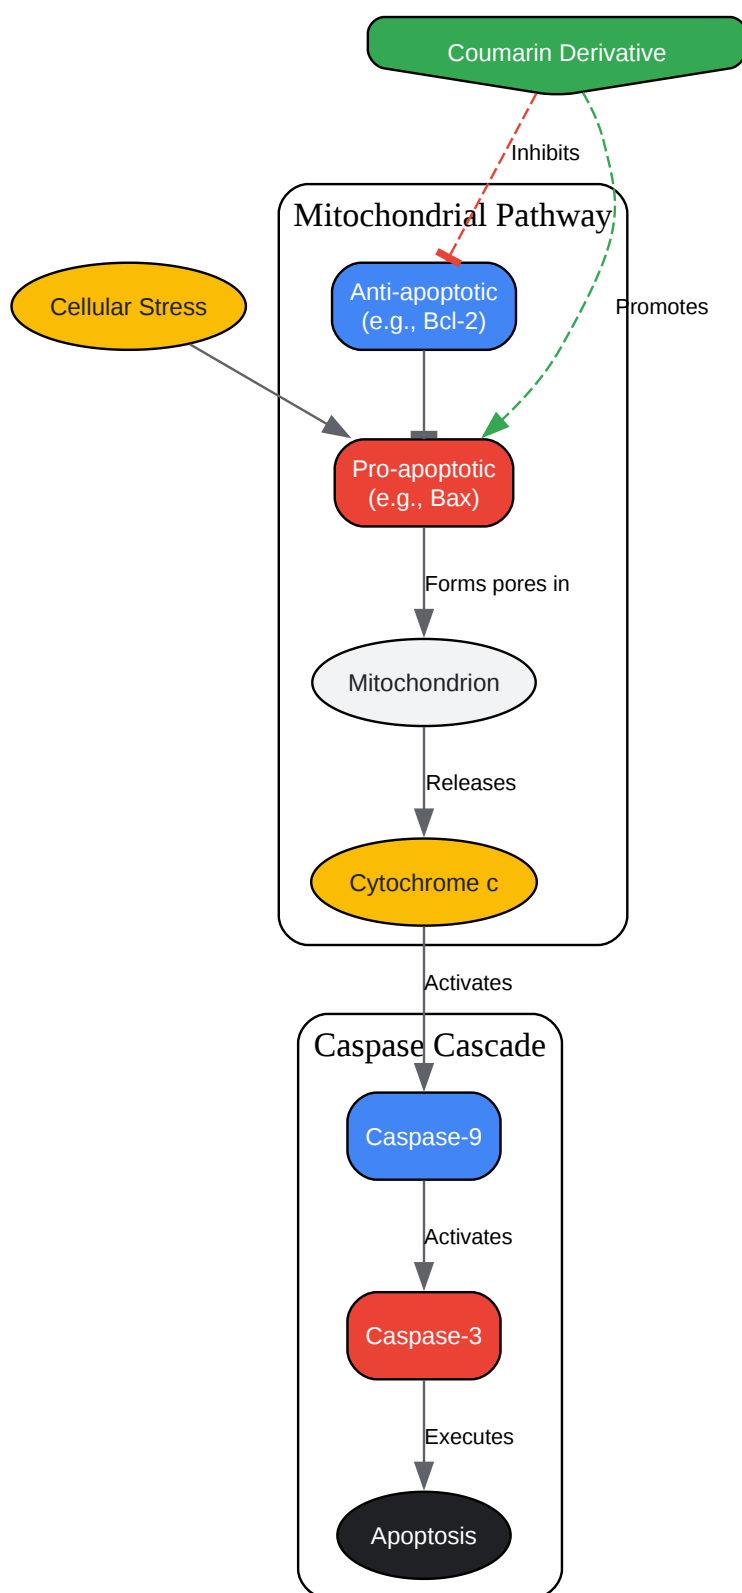 Coumarin Derivative
Inhibits
Mitochondrial Pathway
Cellular Stress
Anti-apoptotic
(e.g., Bcl-2)
Promotes
Pro-apoptotic
(e.g., Bax)
Forms pores in
Mitochondrion
Releases
Cytochrome c
Activates
Caspase Cascade
Caspase-9
Activates
Caspase-3
Executes
Apoptosis